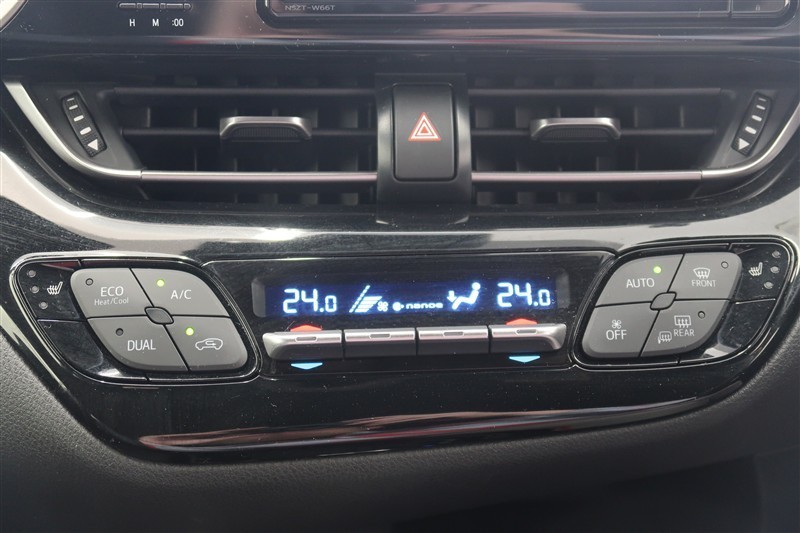 NSZT-W66T
H M :00
ECO
Heat/Cool
A/C
DUAL
24.0
nanoe
24.0
AUTO
FRONT
OFF
REAR